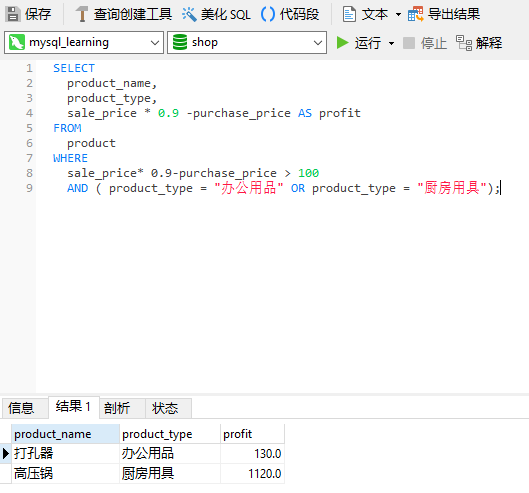 保存 查询创建工具 美化 SQL 代码段 文本 导出结果
mysql_learning shop 运行 停止 解释
1 SELECT
2 product_name,
3 product_type,
4 sale_price * 0.9 -purchase_price AS profit
5 FROM
6 product
7 WHERE
8 sale_price* 0.9-purchase_price > 100
9 AND ( product_type = "办公用品" OR product_type = "厨房用具");
信息 结果 1 剖析 状态
product_name product_type profit
打孔器 办公用品 130.0
高压锅 厨房用具 1120.0